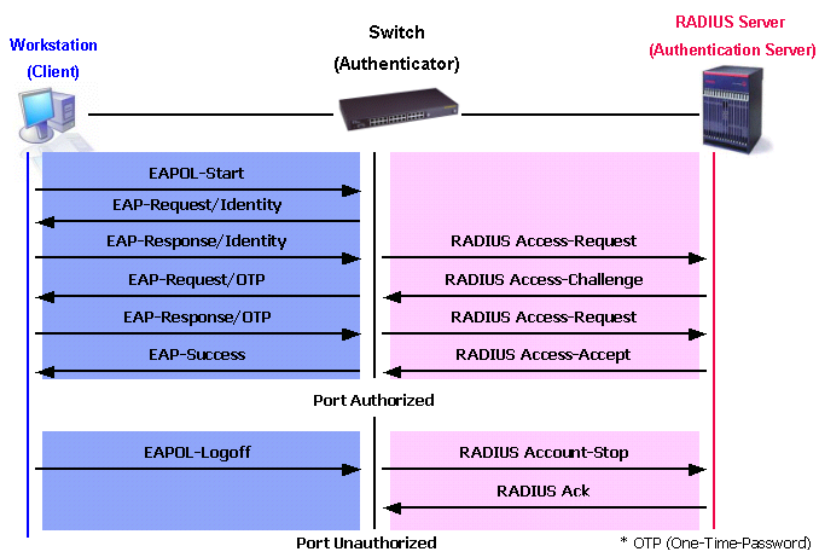 Workstation
(Client)
Switch
(Authenticator)
RADIUS Server
(Authentication Server)
EAPOL-Start
EAP-Request/Identity
EAP-Response/Identity
RADIUS Access-Request
EAP-Request/OTP
RADIUS Access-Challenge
EAP-Response/OTP
RADIUS Access-Request
EAP-Success
RADIUS Access-Accept
Port Authorized
EAPOL-Logoff
RADIUS Account-Stop
RADIUS Ack
Port Unauthorized
* OTP (One-Time-Password)